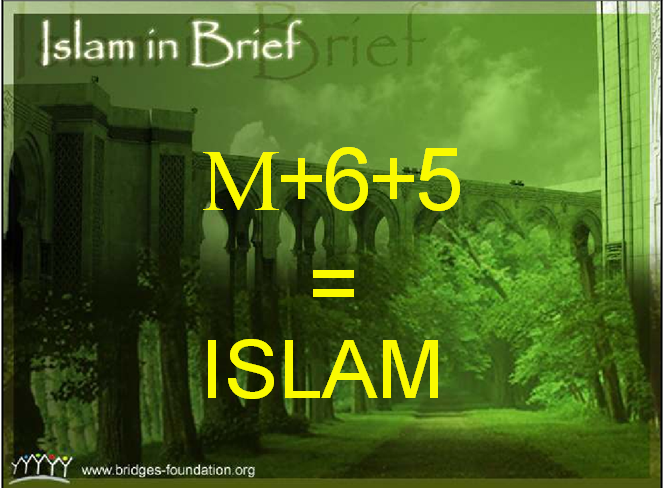 Islam in Brief
M+6+5
=
ISLAM
www.bridges-foundation.org